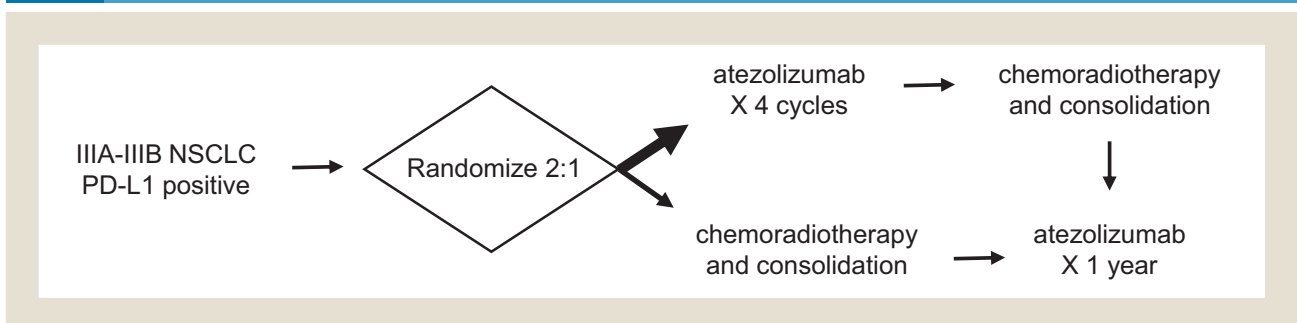 IIIA-IIIB NSCLC
PD-L1 positive
Randomize 2:1
atezolizumab
X 4 cycles
chemoradiotherapy
and consolidation
chemoradiotherapy
and consolidation
atezolizumab
X 1 year